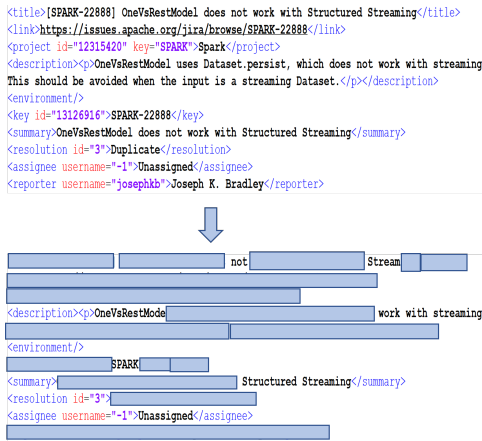 <title>[SPARK-22888] OneVsRestModel does not work with Structured Streaming</title>
<link>https://issues.apache.org/jira/browse/SPARK-22888</link>
<project id="12315420" key="SPARK">Spark</project>
<description><p>OneVsRestModel uses Dataset.persist, which does not work with streaming
This should be avoided when the input is a streaming Dataset.</p></description>
<environment/>
<key id="13126916">SPARK-22888</key>
<summary>OneVsRestModel does not work with Structured Streaming</summary>
<resolution id="3">Duplicate</resolution>
<assignee username="-1">Unassigned</assignee>
<reporter username="josephkb">Joseph K. Bradley</reporter>
not Stream
<description><p>OneVsRestMode work with streaming
<environment/>
SPARK
<summary> Structured Streaming</summary>
<resolution id="3">
<assignee username="-1">Unassigned</assignee>